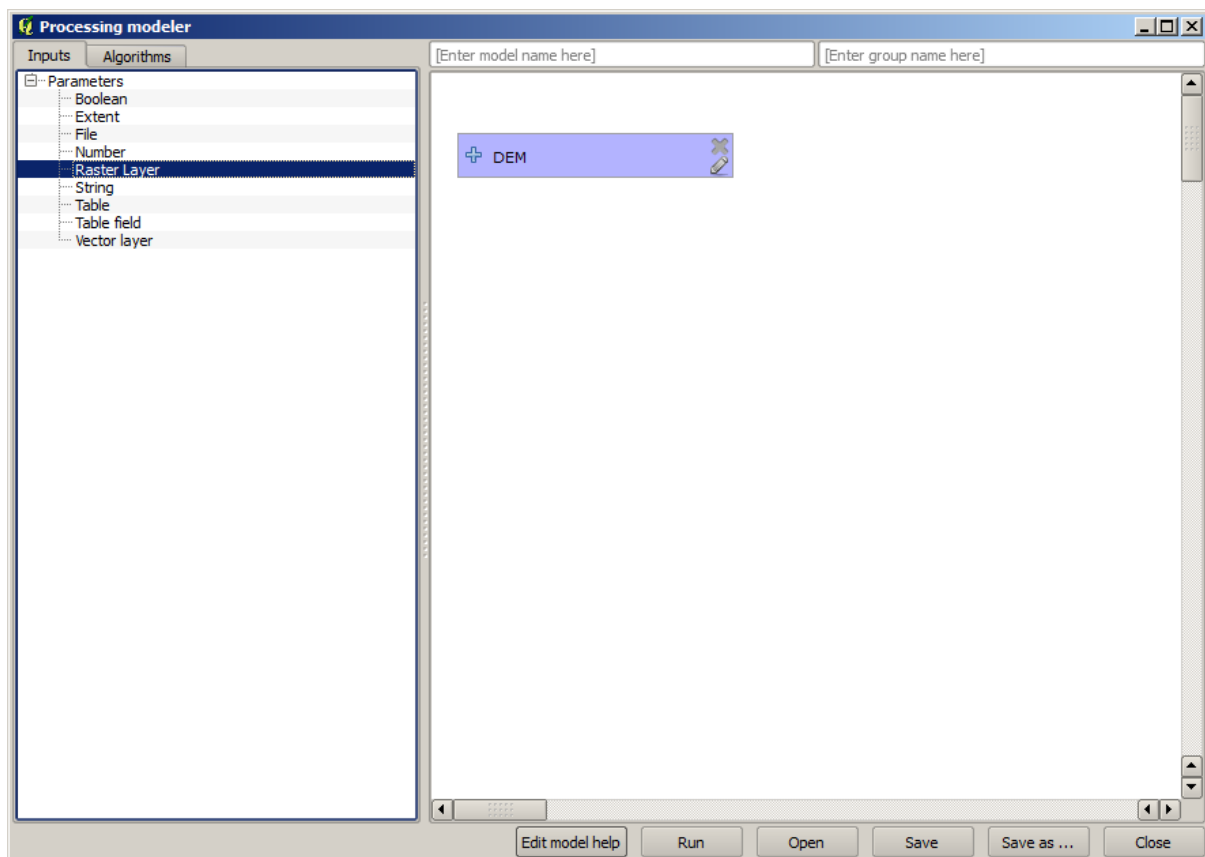 Processing modeler
Inputs Algorithms [Enter model name here] [Enter group name here]
Parameters
Boolean
Extent
File
Number
Raster Layer
String
Table
Table field
Vector layer
DEM
Edit model help Run Open Save Save as ... Close